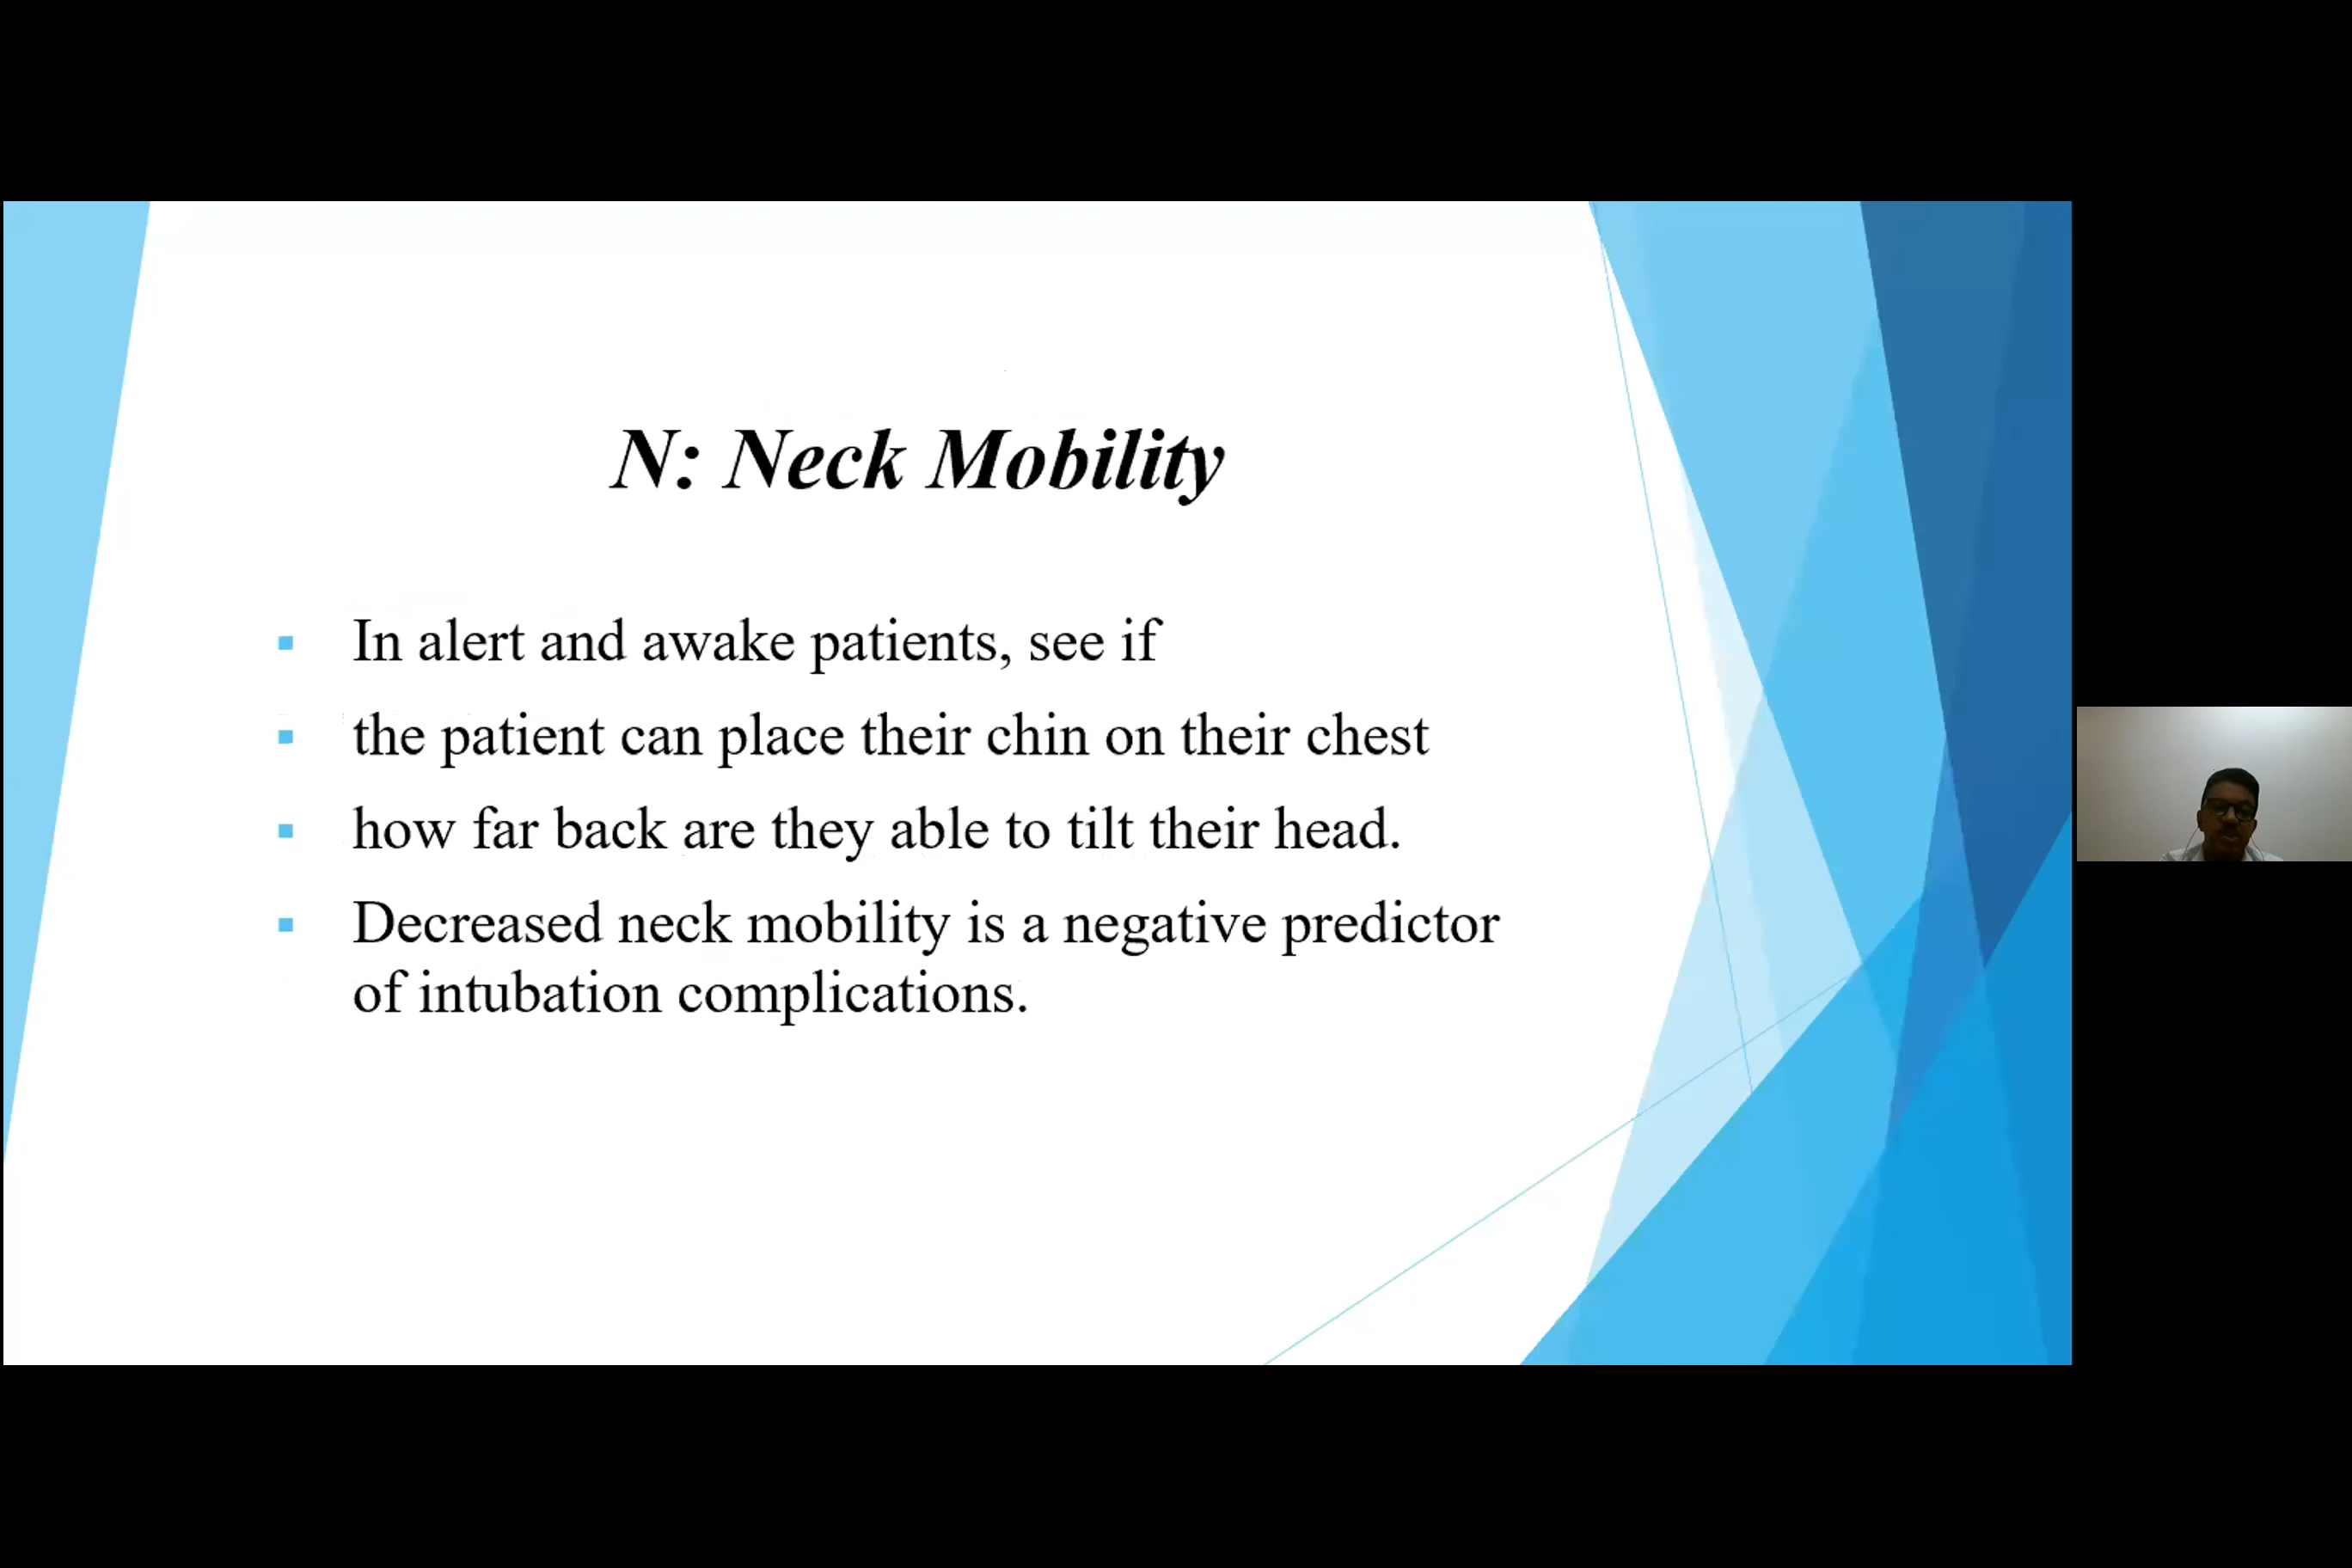 N: Neck Mobility
In alert and awake patients, see if
the patient can place their chin on their chest
how far back are they able to tilt their head.
Decreased neck mobility is a negative predictor
of intubation complications.